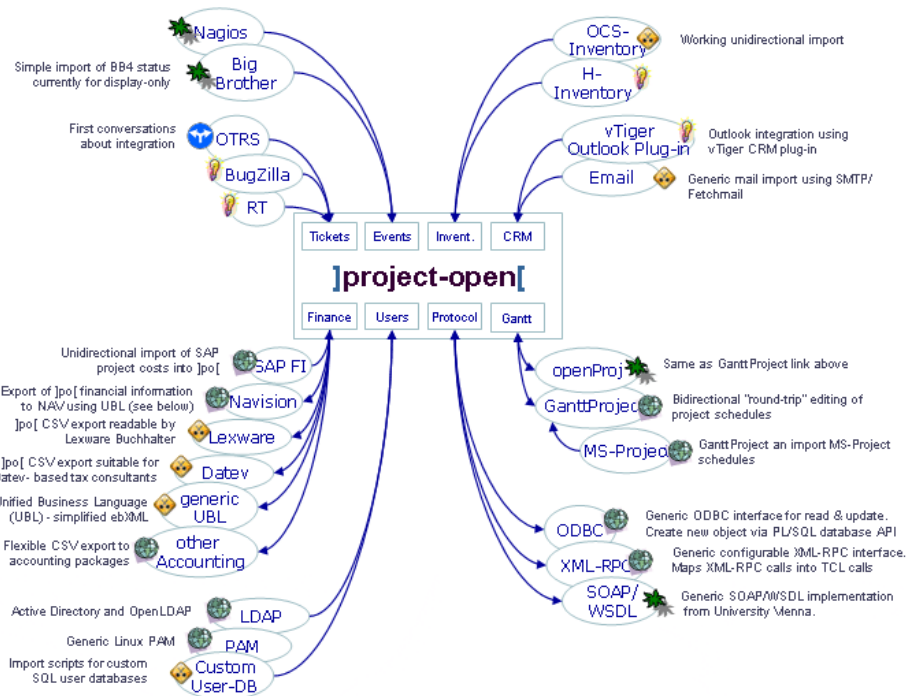 Nagios
Simple import of BB4 status
currently for display-only
Big
Brother
First conversations
about integration
OTRS
BugZilla
RT
OCS-
Inventory
Working unidirectional import
H-
Inventory
vTiger
Outlook Plug-in
Outlook integration using
vTiger CRM plug-in
Email
Generic mail import using SMTP/
Fetchmail
Tickets
Events
Invent.
CRM
]project-open[
Finance
Users
Protocol
Gantt
Unidirectional import of SAP
project costs into ]po[
SAP FI
Export of ]po[ financial information
to NAV using UBL (see below)
Navision
]po[ CSV export readable by
Lexware Buchhalter
Lexware
]po[ CSV export suitable for
Datev- based tax consultants
Datev
Unified Business Language
(UBL) - simplified ebXML
generic
UBL
Flexible CSV export to
accounting packages
other
Accounting
Active Directory and OpenLDAP
LDAP
Generic Linux PAM
PAM
Import scripts for custom
SQL user databases
Custom
User-DB
openProj
Same as GanttProject link above
GanttProjec
Bidirectional "round-trip" editing of
project schedules
MS-Projec
GanttProject an import MS-Project
schedules
ODBC
Generic ODBC interface for read & update.
Create new object via PL/SQL database API
XML-RPC
Generic configurable XML-RPC interface.
Maps XML-RPC calls into TCL calls
SOAP/
WSDL
Generic SOAP/WSDL implementation
from University Vienna.